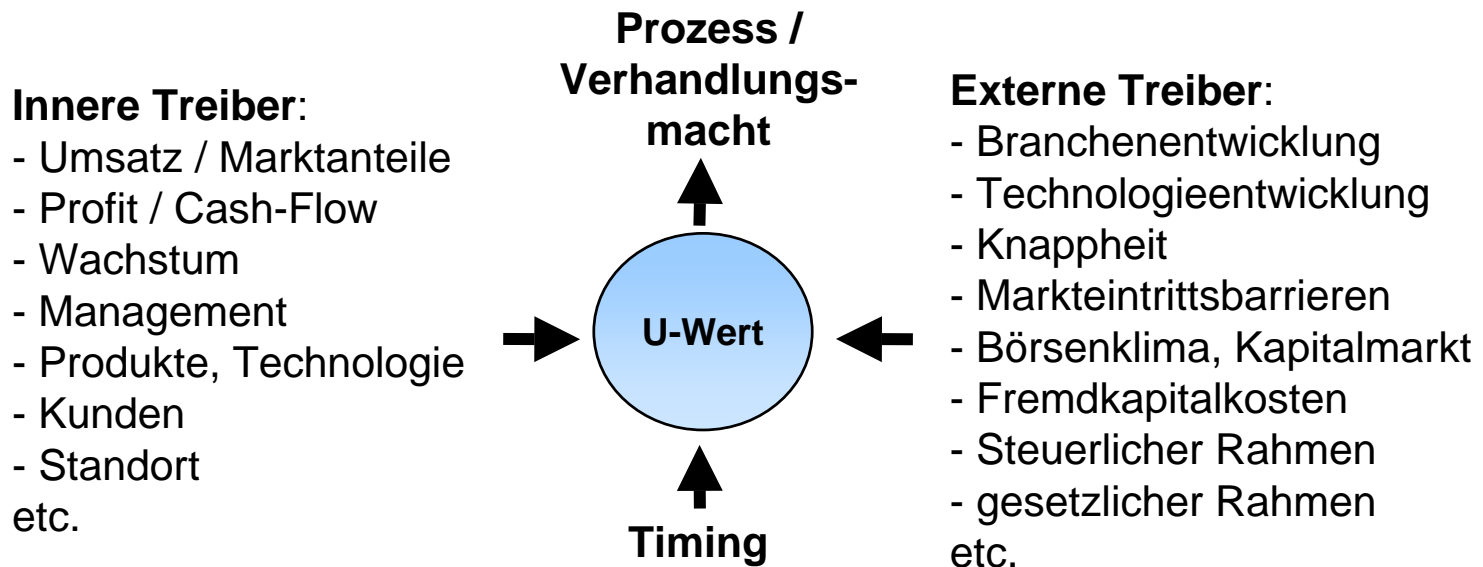 Prozess /
Verhandlungs-
macht
Innere Treiber:
- Umsatz / Marktanteile
- Profit / Cash-Flow
- Wachstum
- Management
- Produkte, Technologie
- Kunden
- Standort
etc.
U-Wert
Timing
Externe Treiber:
- Branchenentwicklung
- Technologieentwicklung
- Knappheit
- Markteintrittsbarrieren
- Börsenklima, Kapitalmarkt
- Fremdkapitalkosten
- Steuerlicher Rahmen
- gesetzlicher Rahmen
etc.